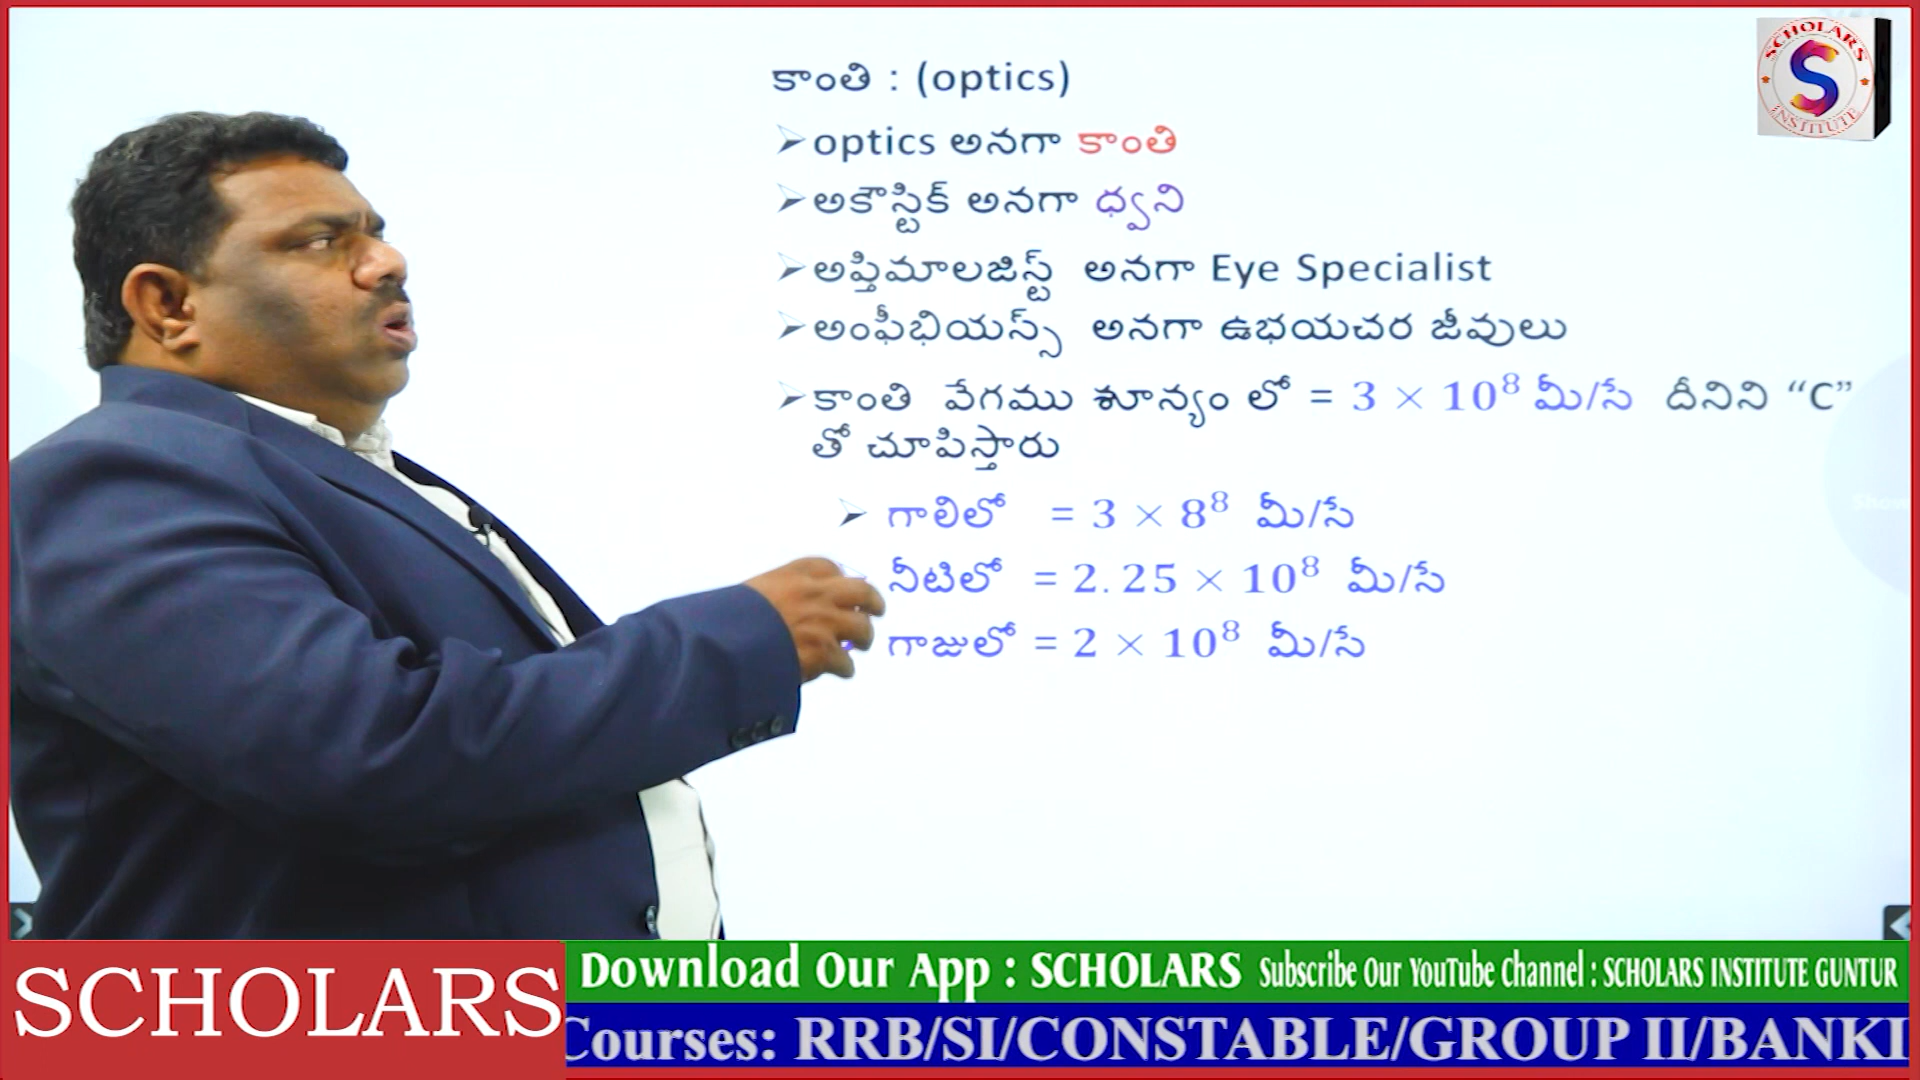 కాంతి : (optics)
SCHOLARS
S
INSTITUTE
➢optics అనగా కాంతి
➢అకౌస్టిక్ అనగా ధ్వని
➢అప్తిమాలజిస్ట్ అనగా Eye Specialist
➢అంఫీభియస్స్ అనగా ఉభయచర జీవులు
➢కాంతి వేగము శూన్యం లో = 3 × 10⁸ మీ/సే దీనిని “C”
తో చూపిస్తారు
➢ గాలిలో = 3 × 8⁸ మీ/సే
నీటిలో = 2.25 × 10⁸ మీ/సే
గాజులో = 2 × 10⁸ మీ/సే
SCHOLARS
Download Our App : SCHOLARS Subscribe Our YouTube Channel : SCHOLARS INSTITUTE GUNTUR
Courses: RRB/SI/CONSTABLE/GROUP II/BANKI